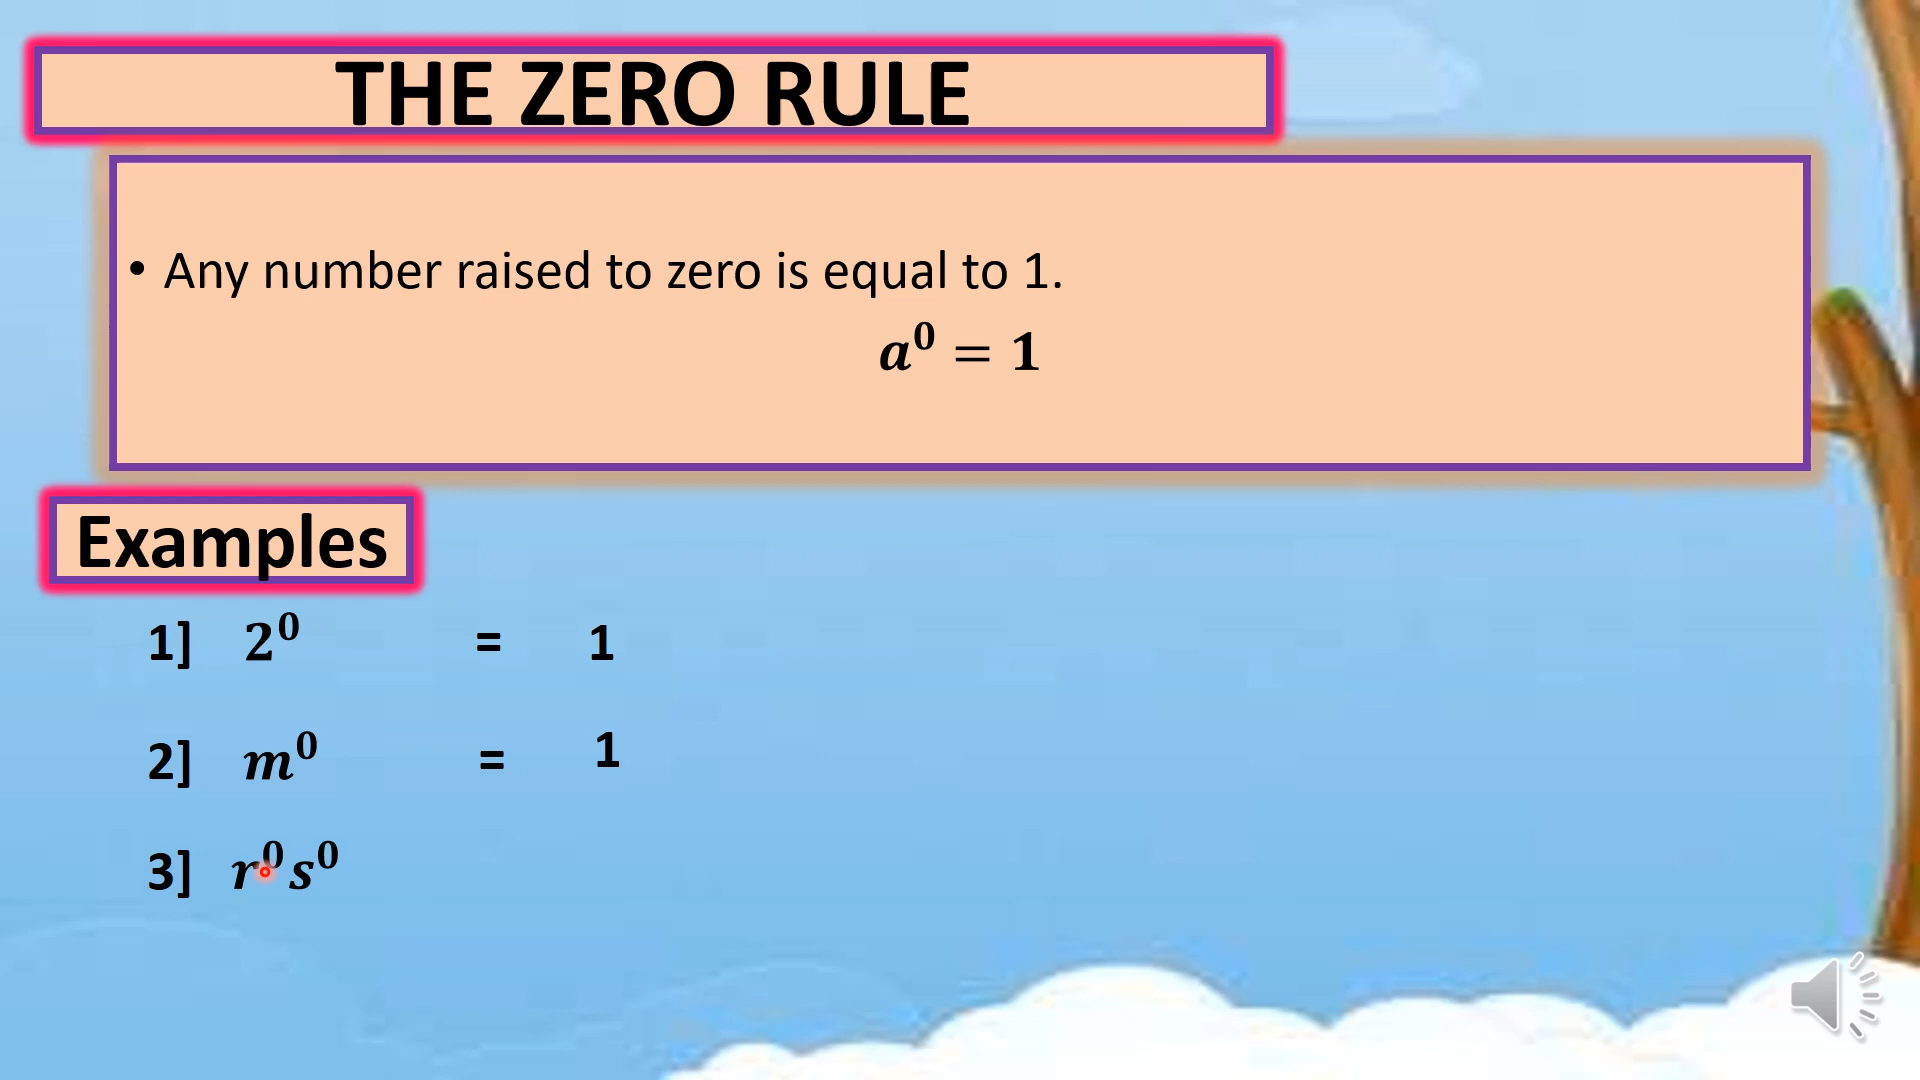 THE ZERO RULE
• Any number raised to zero is equal to 1.
a⁰ = 1
Examples
1] 2⁰ = 1
2] m⁰ = 1
3] r⁰s⁰